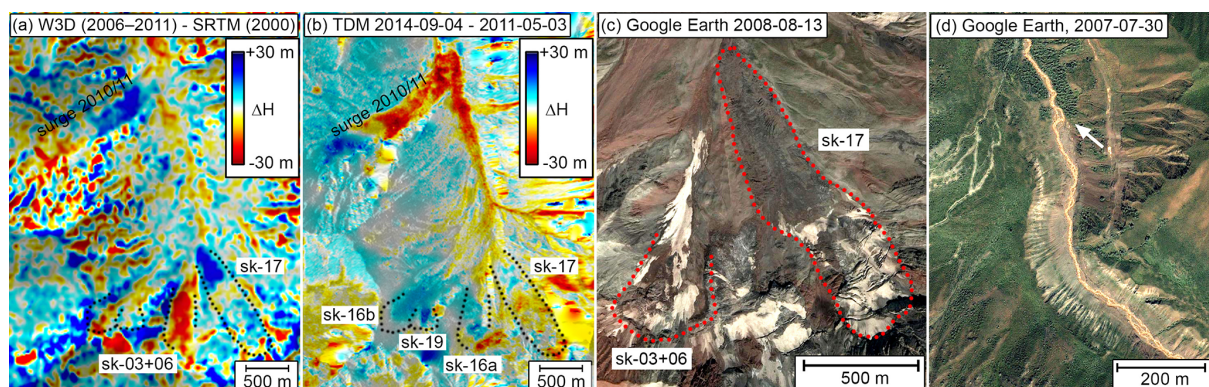 (a) W3D (2006–2011) - SRTM (2000)
+30 m
ΔH
-30 m
surge 2010/11
sk-17
sk-03+06
500 m
(b) TDM 2014-09-04 - 2011-05-03
+30 m
ΔH
-30 m
surge 2010/11
sk-17
sk-16b
sk-19
sk-16a
500 m
(c) Google Earth 2008-08-13
sk-17
sk-03+06
500 m
(d) Google Earth, 2007-07-30
200 m